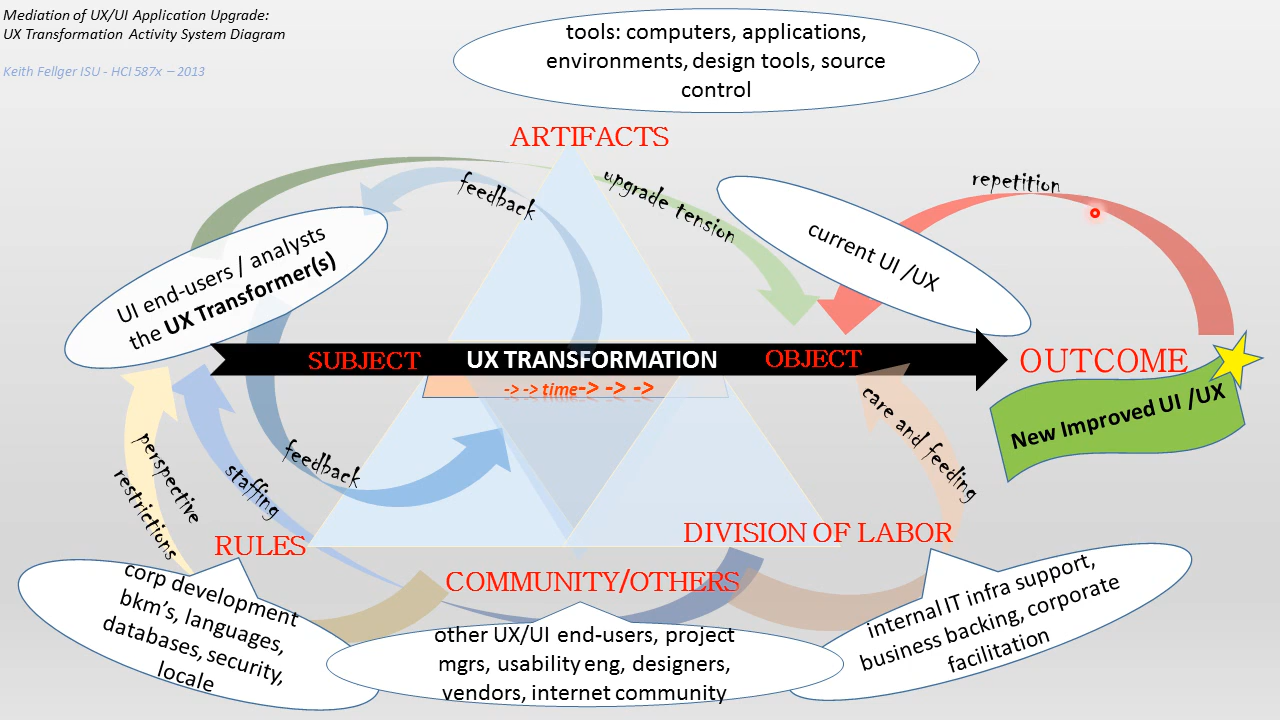 Mediation of UX/UI Application Upgrade:
UX Transformation Activity System Diagram
Keith Fellger ISU - HCI 587x – 2013
tools: computers, applications,
environments, design tools, source
control
ARTIFACTS
feedback
upgrade tension
repetition
current UI /UX
UI end-users / analysts
the UX Transformer(s)
SUBJECT
UX TRANSFORMATION
OBJECT
OUTCOME
-> -> time-> -> ->
New Improved UI /UX
care and feeding
perspective
restrictions
staffing
feedback
RULES
DIVISION OF LABOR
COMMUNITY/OTHERS
corp development
bkm's, languages,
databases, security,
locale
other UX/UI end-users, project
mgrs, usability eng, designers,
vendors, internet community
internal IT infra support,
business backing, corporate
facilitation